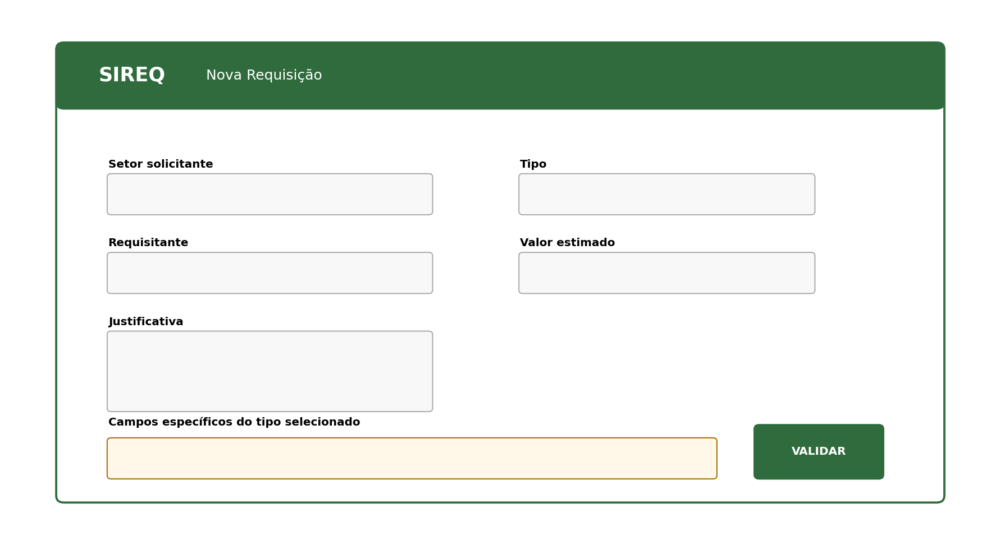 SIREQ Nova Requisição
Setor solicitante
Tipo
Requisitante
Valor estimado
Justificativa
Campos específicos do tipo selecionado
VALIDAR